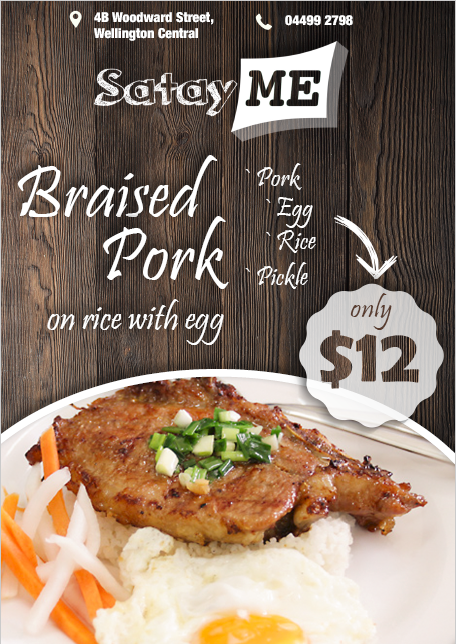 4B Woodward Street,
Wellington Central
04499 2798
Satay ME
Braised
Pork
on rice with egg
` Pork
` Egg
` Rice
` Pickle
only
$12